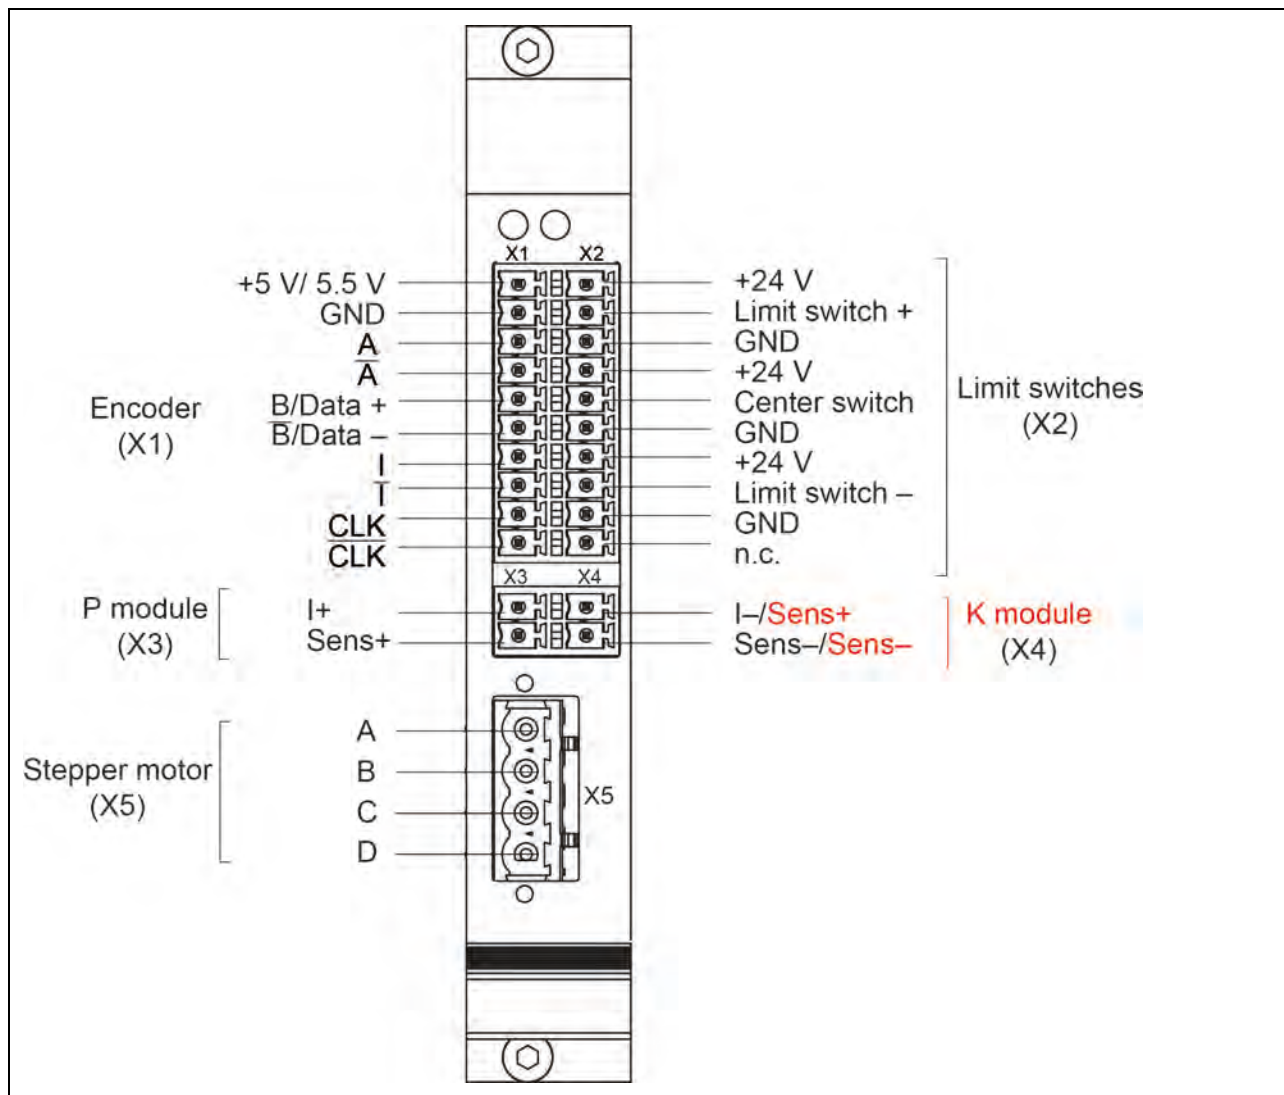 X1 X2
+5 V/ 5.5 V
GND
A
A̅
B/Data +
B̅/Data –
I
I̅
CLK
C̅L̅K̅
Encoder
(X1)
+24 V
Limit switch +
GND
+24 V
Center switch
GND
+24 V
Limit switch –
GND
n.c.
Limit switches
(X2)
X3 X4
P module
(X3)
I+
Sens+
I–/Sens+
Sens–/Sens–
K module
(X4)
Stepper motor
(X5)
A
B
C
D
X5